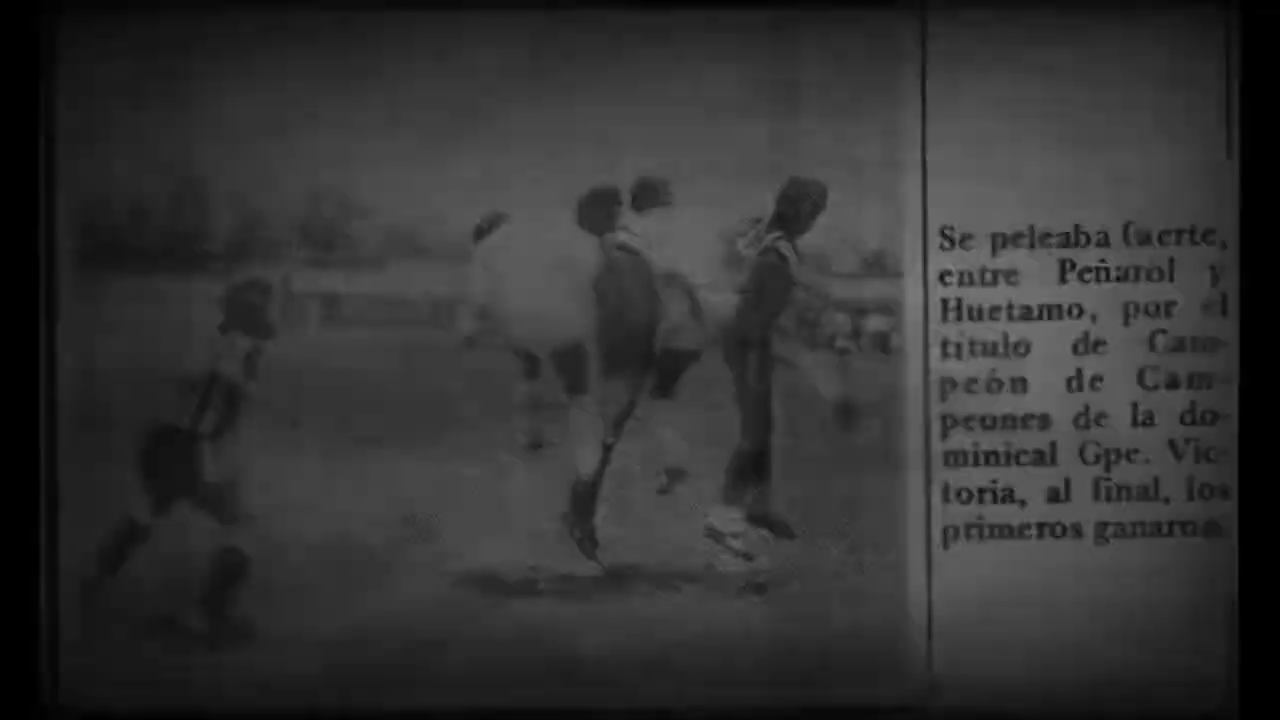 Se peleaba fuerte,
entre Peñarol y
Huetamo, por el
título de Cam-
peón de Cam-
peones de la do-
minical Gpe. Vic-
toria, al final, los
primeros ganaron.